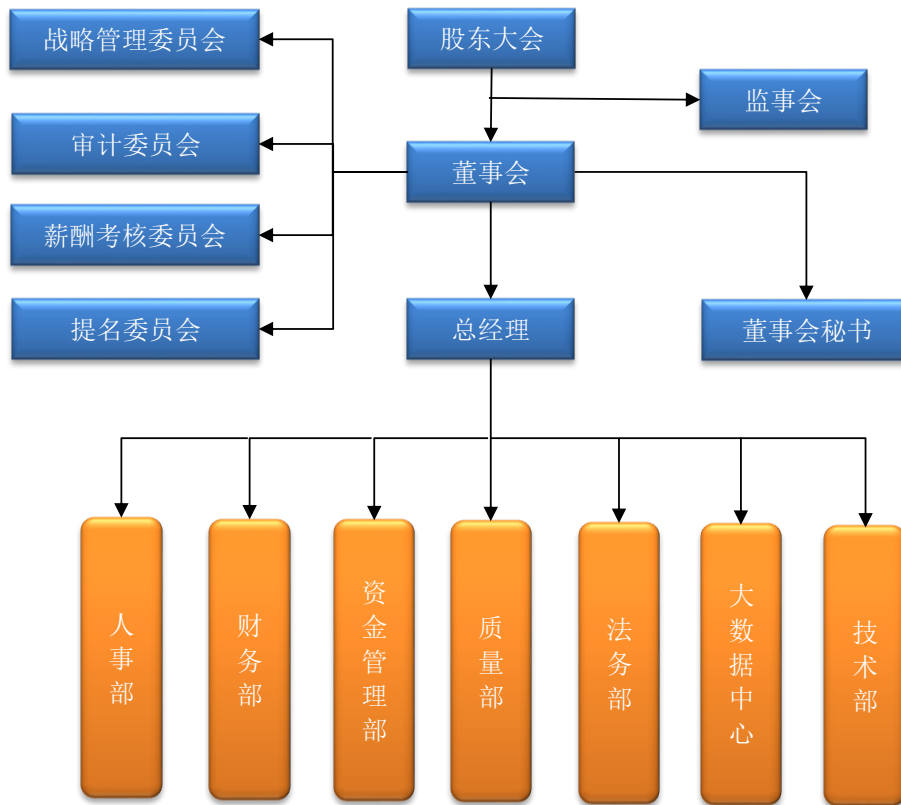 战略管理委员会
股东大会
监事会
审计委员会
董事会
薪酬考核委员会
提名委员会
总经理
董事会秘书
人事部
财务部
资金管理部
质量部
法务部
大数据中心
技术部